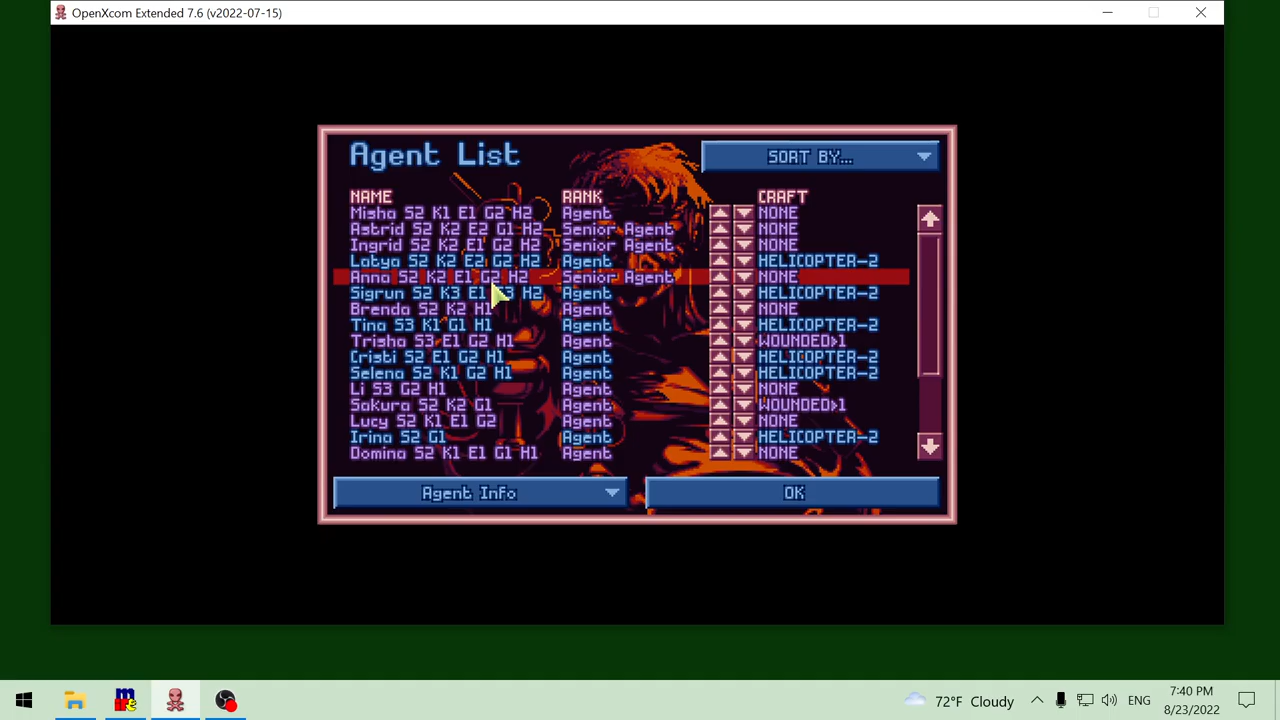 OpenXcom Extended 7.6 (v2022-07-15)
Agent List
SORT BY...
NAME RANK CRAFT
Misha S2 K1 E1 G2 H2 Agent NONE
Astrid S2 K2 E2 G1 H2 Senior Agent NONE
Ingrid S2 K2 E1 G2 H2 Senior Agent NONE
Latya S2 K2 E2 G2 H2 Agent HELICOPTER-2
Anna S2 K2 E1 G2 H2 Senior Agent NONE
Sigrun S2 K3 E1 G3 H2 Agent HELICOPTER-2
Brenda S2 K2 H1 Agent NONE
Tina S3 K1 G1 H1 Agent HELICOPTER-2
Trisha S3 E1 G2 H1 Agent WOUNDED>1
Cristi S2 E1 G2 H1 Agent HELICOPTER-2
Selena S2 K1 G2 H1 Agent HELICOPTER-2
Li S3 G2 H1 Agent NONE
Sakura S2 K2 G1 Agent WOUNDED>1
Lucy S2 K1 E1 G2 Agent NONE
Irina S2 G1 Agent HELICOPTER-2
Domina S2 K1 E1 G1 H1 Agent NONE
Agent Info
OK
72°F Cloudy
ENG
7:40 PM
8/23/2022